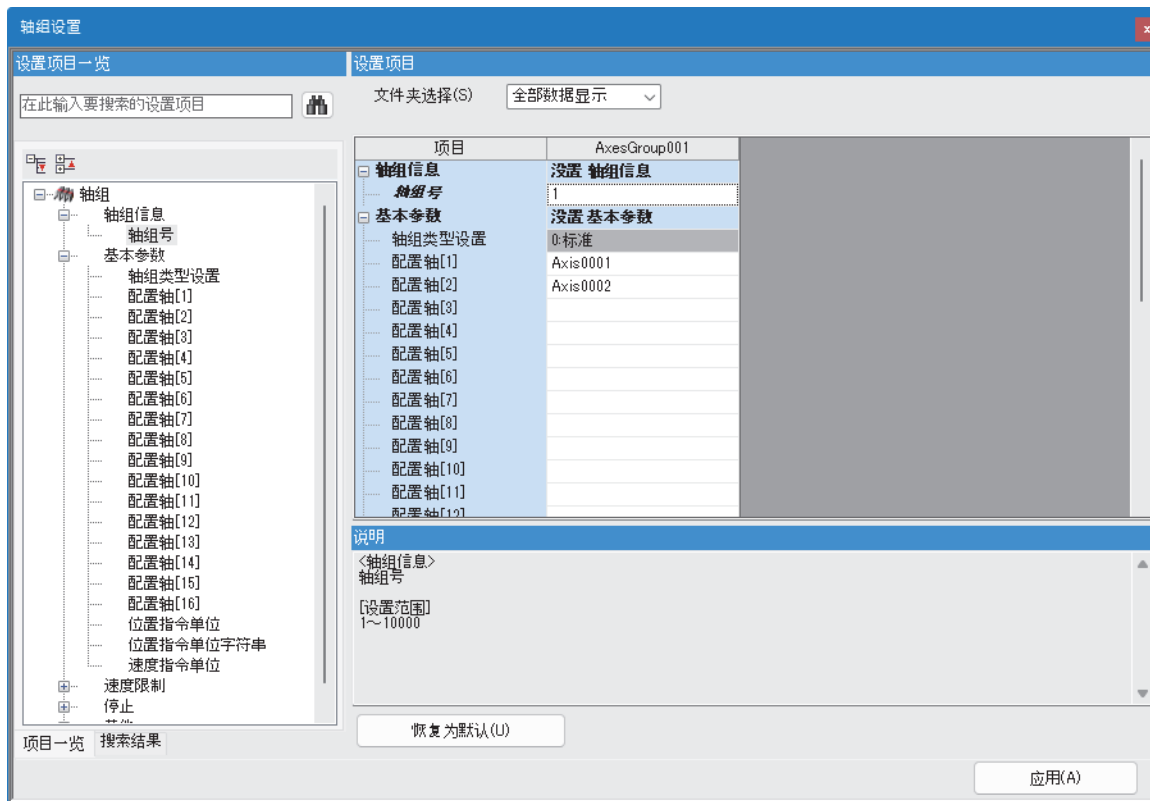 轴组设置
设置项目一览
在此输入要搜索的设置项目
轴组
轴组信息
轴组号
基本参数
轴组类型设置
配置轴[1]
配置轴[2]
配置轴[3]
配置轴[4]
配置轴[5]
配置轴[6]
配置轴[7]
配置轴[8]
配置轴[9]
配置轴[10]
配置轴[11]
配置轴[12]
配置轴[13]
配置轴[14]
配置轴[15]
配置轴[16]
位置指令单位
位置指令单位字符串
速度指令单位
速度限制
停止
项目一览 搜索结果
设置项目
文件夹选择(S) 全部数据显示
项目 AxesGroup001
轴组信息 没置 轴组信息
轴组号 1
基本参数 没置 基本参数
轴组类型设置 0:标准
配置轴[1] Axis0001
配置轴[2] Axis0002
配置轴[3]
配置轴[4]
配置轴[5]
配置轴[6]
配置轴[7]
配置轴[8]
配置轴[9]
配置轴[10]
配置轴[11]
配置轴[12]
说明
<轴组信息>
轴组号
[设置范围]
1～10000
恢复为默认(U)
应用(A)